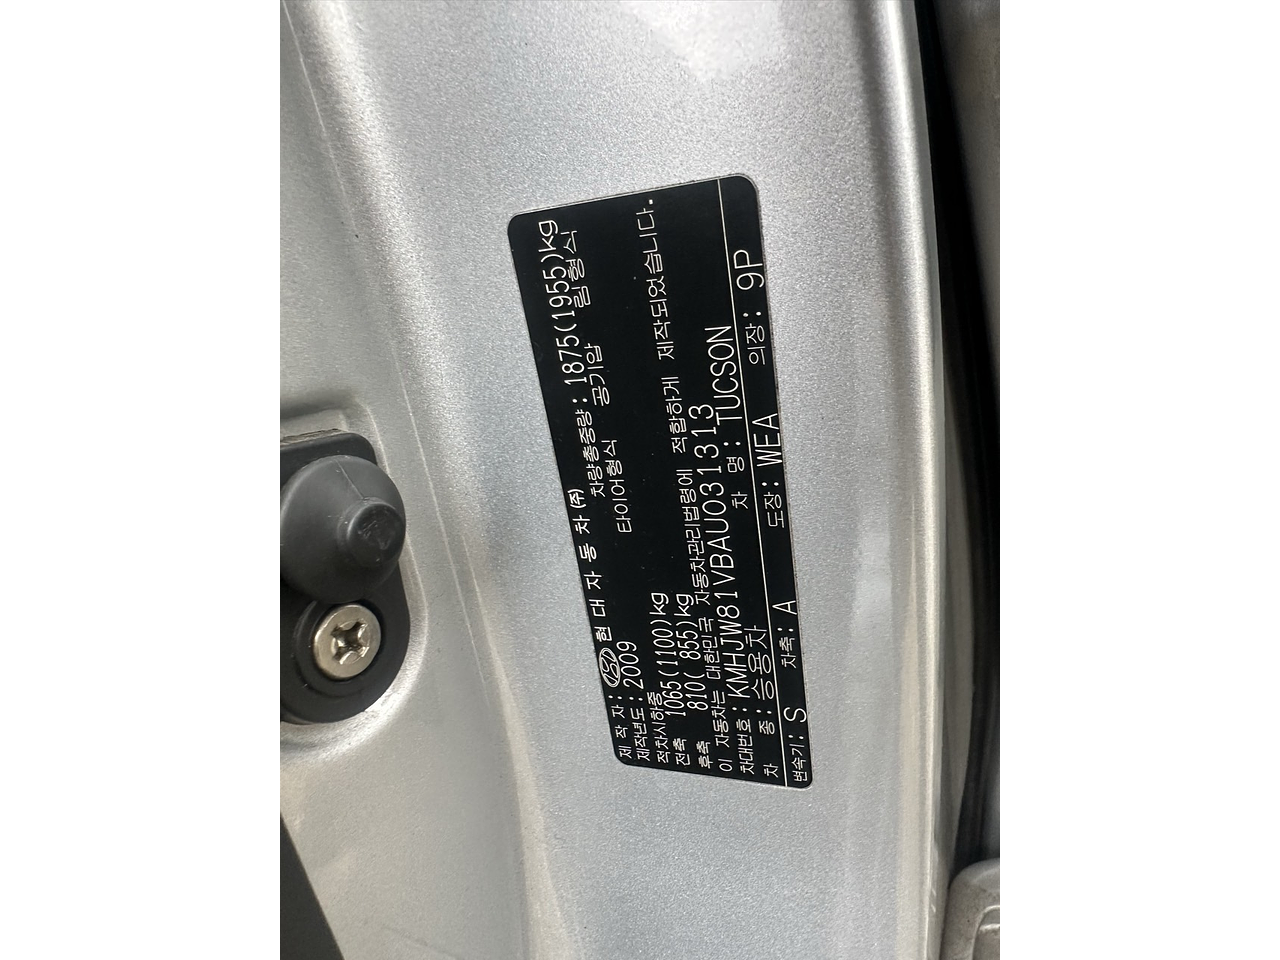 제 작 자: 현 대 자 동 차 (주)
제작년도: 2009 차량총중량: 1875(1955)kg
적차시하중 타이어형식 공기압 림형식
전축 1065(1100)kg
후축 810( 855)kg
이 자동차는 대한민국 자동차관리법령에 적합하게 제작되었습니다.
차대번호: KMHJW81VBAU031313
차 종: 승용차 차 명: TUCSON
변속기: S 차축: A 도장: WEA 의장: 9P